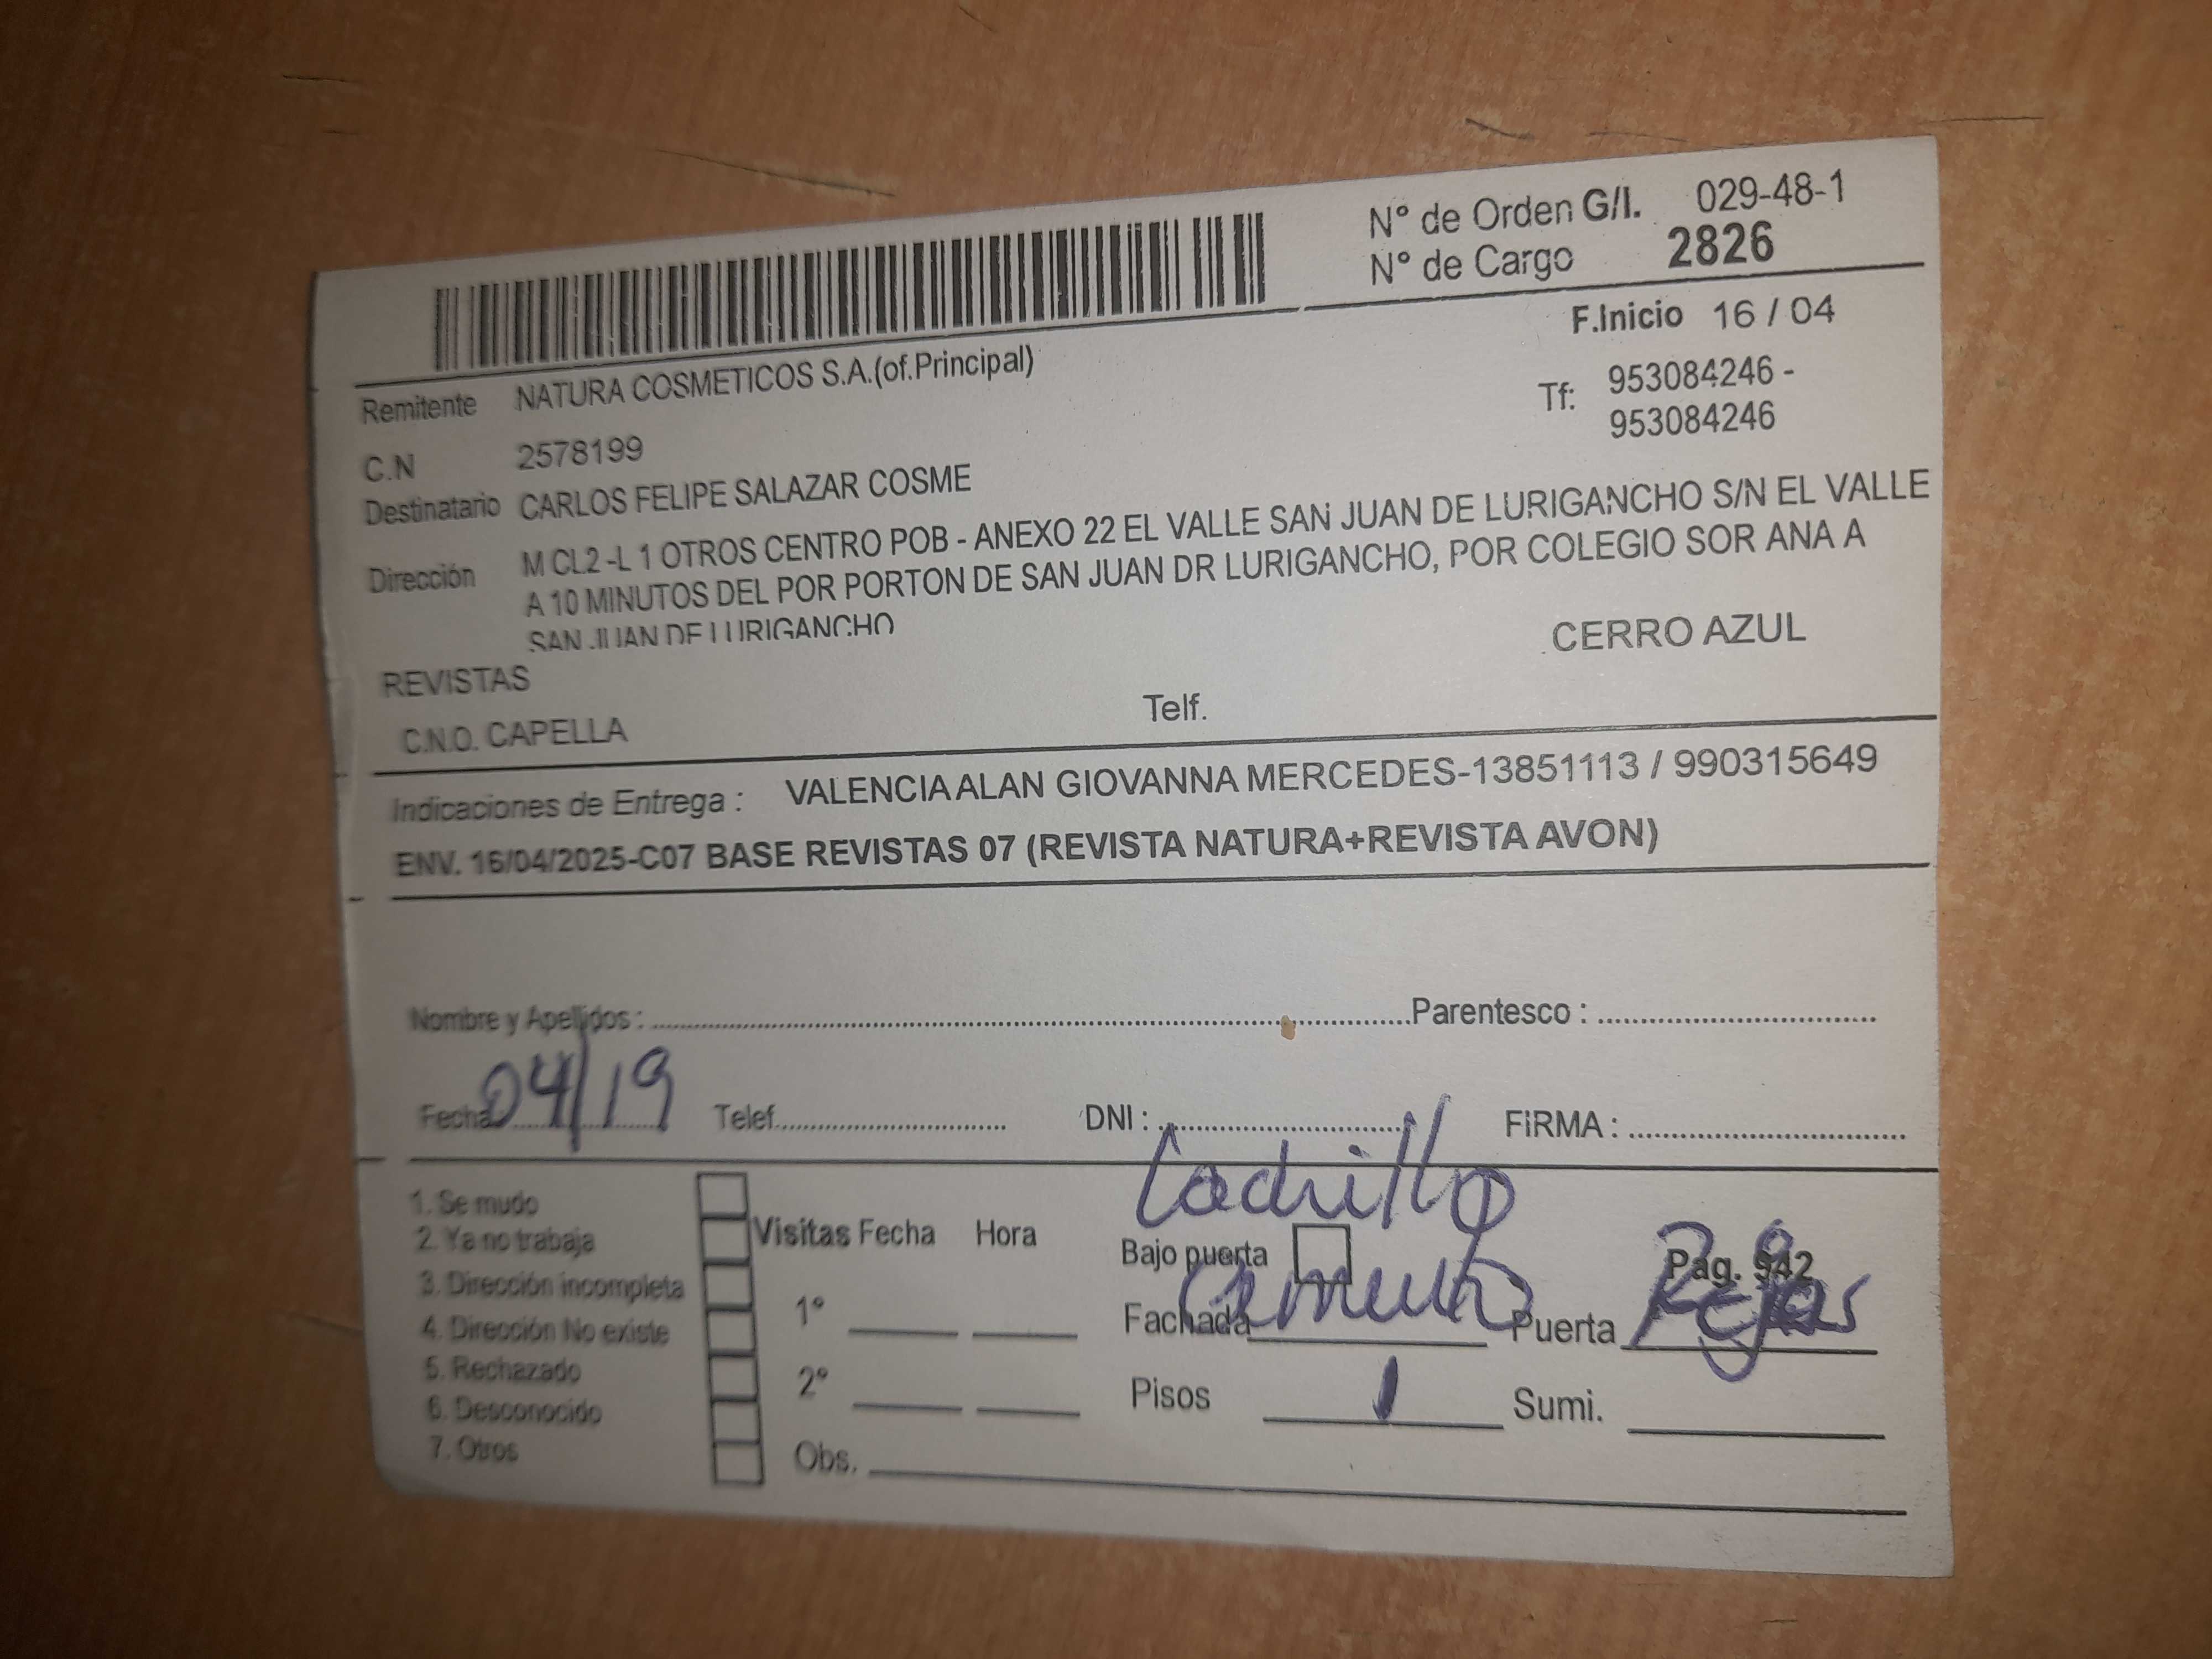 N° de Orden G/I. 029-48-1
N° de Cargo 2826
F.Inicio 16 / 04
Remitente NATURA COSMETICOS S.A.(of.Principal)
Tf: 953084246 -
953084246
C.N 2578199
Destinatario CARLOS FELIPE SALAZAR COSME
Dirección M CL2 -L 1 OTROS CENTRO POB - ANEXO 22 EL VALLE SAN JUAN DE LURIGANCHO S/N EL VALLE
A 10 MINUTOS DEL POR PORTON DE SAN JUAN DR LURIGANCHO, POR COLEGIO SOR ANA A
SAN JUAN DE LURIGANCHO
CERRO AZUL
REVISTAS
C.N.O. CAPELLA Telf.
Indicaciones de Entrega : VALENCIA ALAN GIOVANNA MERCEDES-13851113 / 990315649
ENV. 16/04/2025-C07 BASE REVISTAS 07 (REVISTA NATURA+REVISTA AVON)
Nombre y Apellidos : Parentesco :
Fecha 04/19 Telef. DNI : FiRMA :
Ladrillo
1. Se mudo
2. Ya no trabaja
3. Dirección incompleta
4. Dirección No existe
5. Rechazado
6. Desconocido
7. Otros
Visitas Fecha Hora
1°
2°
Obs.
Bajo puerta Pag. 942
Fachada Cemento Puerta Rejas
Pisos 1 Sumi.